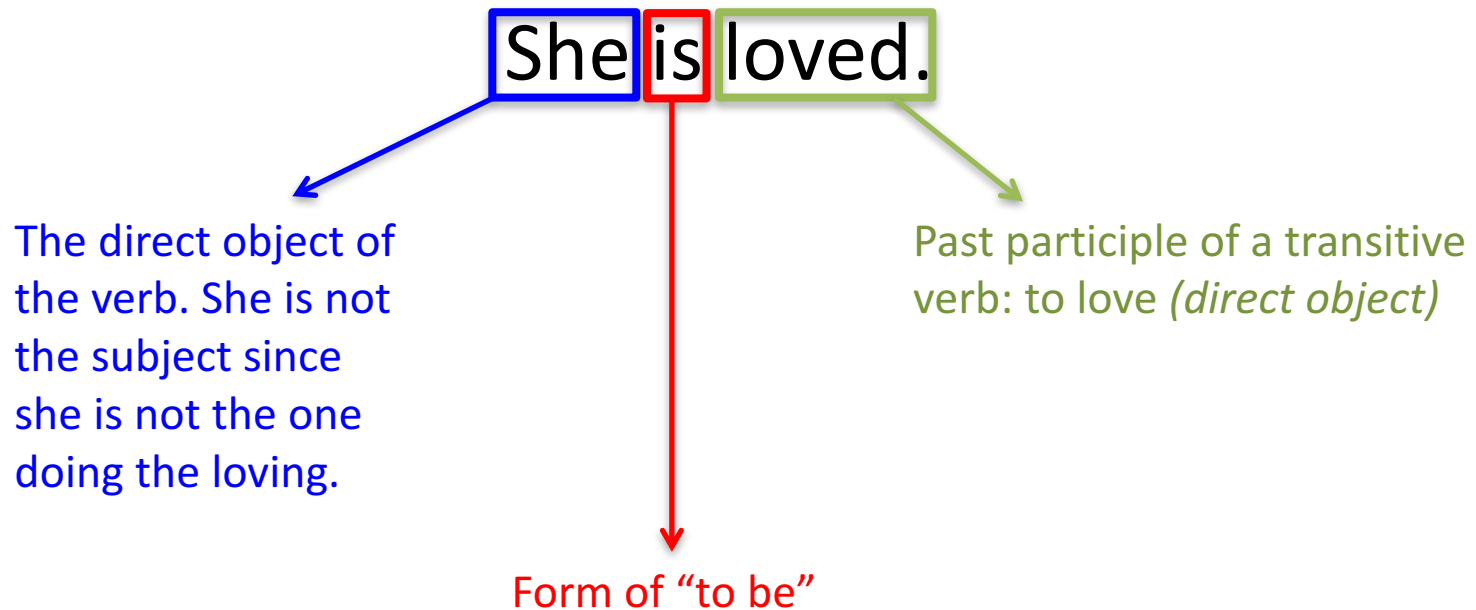 She is loved.
The direct object of
the verb. She is not
the subject since
she is not the one
doing the loving.
Past participle of a transitive
verb: to love (direct object)
Form of “to be”